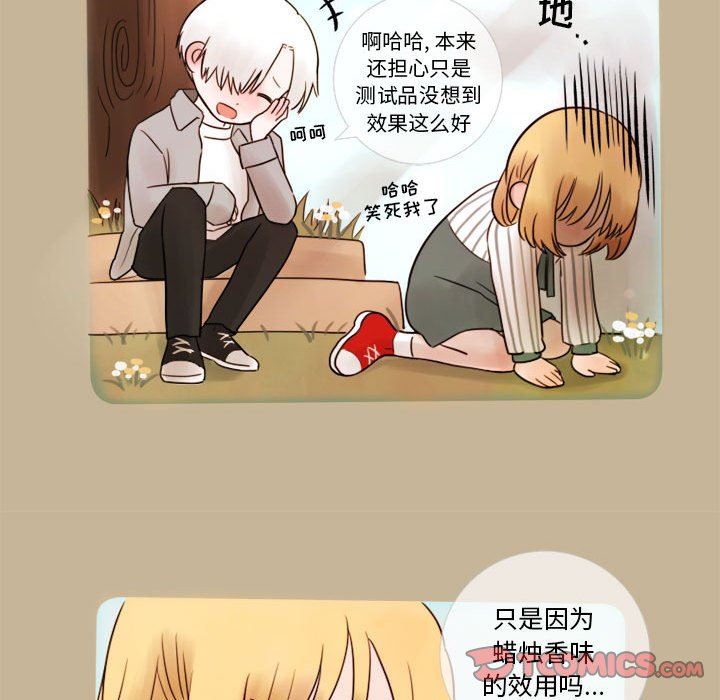 地..
啊哈哈, 本来
还担心只是
测试品没想到
效果这么好
呵呵
哈哈
笑死我了
只是因为
蜡烛香味
的效用吗...
TCOMICS.COM